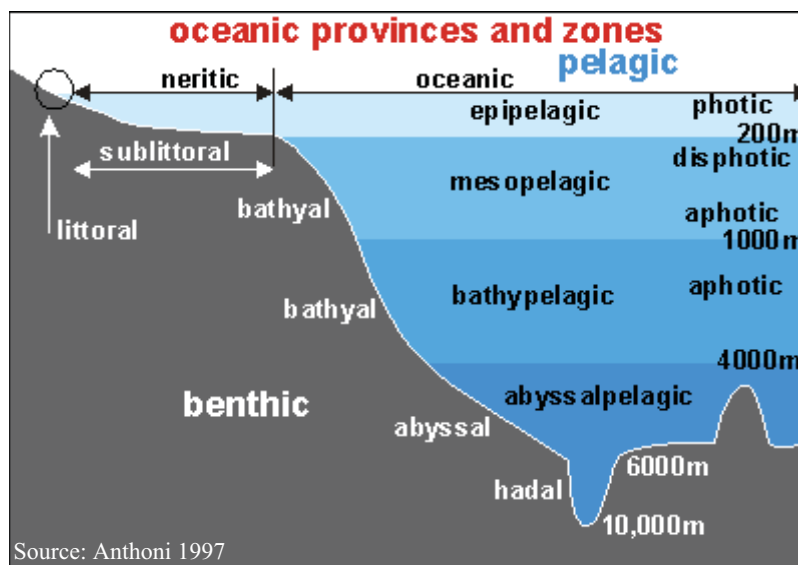 oceanic provinces and zones
pelagic
neritic
oceanic
epipelagic
photic
200m
sublittoral
disphotic
mesopelagic
bathyal
aphotic
littoral
1000m
bathypelagic
aphotic
bathyal
4000m
abyssalpelagic
benthic
abyssal
6000m
hadal
10,000m
Source: Anthoni 1997